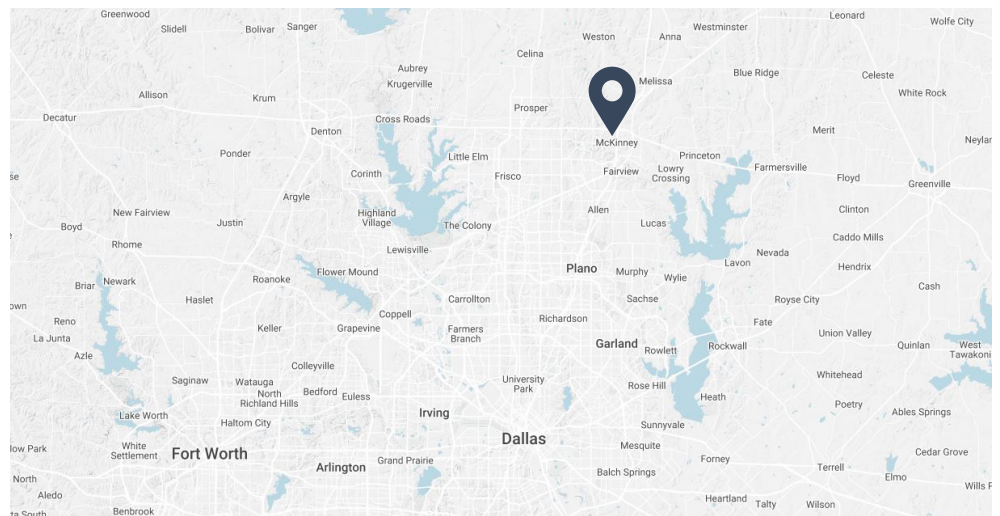 Greenwood
Leonard
Wolfe City
Slidell
Bolivar
Sanger
Westminster
Weston
Anna
Celina
Aubrey
Krugerville
Melissa
Blue Ridge
Celeste
White Rock
Allison
Krum
Prosper
Decatur
Cross Roads
Denton
Merit
McKinney
Ponder
Little Elm
Princeton
Corinth
Frisco
Fairview
Lowry
Crossing
Farmersville
Floyd
Greenville
Argyle
New Fairview
Highland
Village
Allen
Clinton
Boyd
Justin
The Colony
Lucas
Rhome
Caddo Mills
Lewisville
Nevada
Lavon
Flower Mound
Plano
Murphy
Wylie
Hendrix
Briar
Newark
Roanoke
Cash
Haslet
Carrollton
Sachse
Royse City
Reno
Coppell
Richardson
Fate
La Junta
Keller
Grapevine
Farmers
Branch
Garland
Rowlett
Rockwall
Union Valley
Quinlan
West
Tawakoni
Azle
Colleyville
Saginaw
Watauga
University
Park
Rose Hill
Whitehead
North
Richland Hills
Bedford
Euless
Heath
Poetry
Lake Worth
Haltom City
Irving
Ables Springs
Sunnyvale
Dallas
White
Settlement
Fort Worth
Mesquite
Cedar Grove
Arlington
Grand Prairie
Balch Springs
Forney
Terrell
Elmo
North
Aledo
Heartland
Talty
Wilson
Benbrook